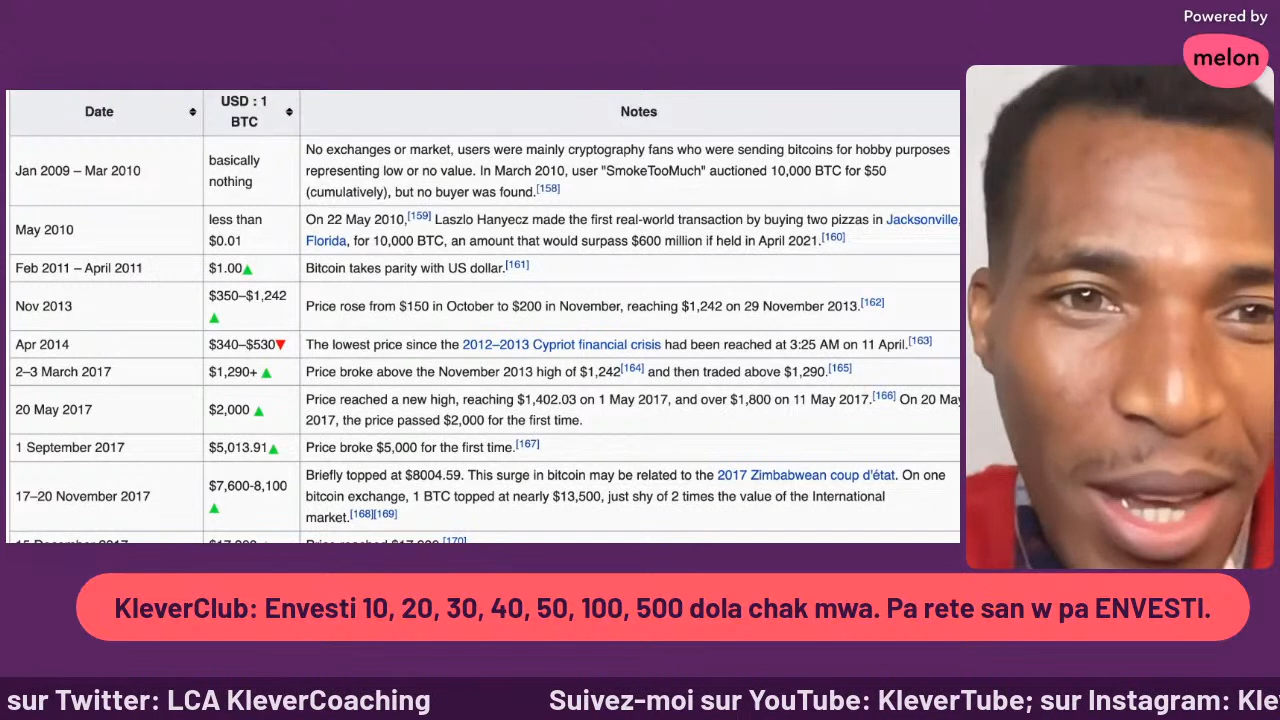 Powered by
melon
Date
USD : 1
BTC
Notes
Jan 2009 – Mar 2010
basically
nothing
No exchanges or market, users were mainly cryptography fans who were sending bitcoins for hobby purposes
representing low or no value. In March 2010, user "SmokeTooMuch" auctioned 10,000 BTC for $50
(cumulatively), but no buyer was found.[158]
May 2010
less than
$0.01
On 22 May 2010,[159] Laszlo Hanyecz made the first real-world transaction by buying two pizzas in Jacksonville,
Florida, for 10,000 BTC, an amount that would surpass $600 million if held in April 2021.[160]
Feb 2011 – April 2011
$1.00▲
Bitcoin takes parity with US dollar.[161]
Nov 2013
$350–$1,242
▲
Price rose from $150 in October to $200 in November, reaching $1,242 on 29 November 2013.[162]
Apr 2014
$340–$530▼
The lowest price since the 2012–2013 Cypriot financial crisis had been reached at 3:25 AM on 11 April.[163]
2–3 March 2017
$1,290+ ▲
Price broke above the November 2013 high of $1,242[164] and then traded above $1,290.[165]
20 May 2017
$2,000 ▲
Price reached a new high, reaching $1,402.03 on 1 May 2017, and over $1,800 on 11 May 2017.[166] On 20 May
2017, the price passed $2,000 for the first time.
1 September 2017
$5,013.91▲
Price broke $5,000 for the first time.[167]
17–20 November 2017
$7,600-8,100
▲
Briefly topped at $8004.59. This surge in bitcoin may be related to the 2017 Zimbabwean coup d'état. On one
bitcoin exchange, 1 BTC topped at nearly $13,500, just shy of 2 times the value of the International
market.[168][169]
KleverClub: Envesti 10, 20, 30, 40, 50, 100, 500 dola chak mwa. Pa rete san w pa ENVESTI.
sur Twitter: LCA KleverCoaching
Suivez-moi sur YouTube: KleverTube; sur Instagram: Kle